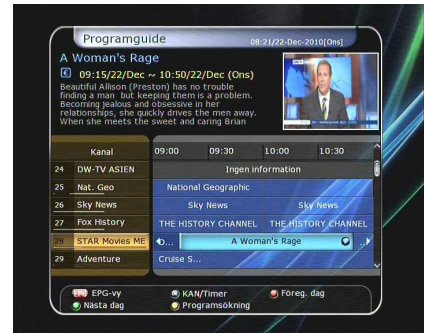 Programguide
08:21/22-Dec-2010[Ons]
A Woman's Rage
09:15/22/Dec ~ 10:50/22/Dec (Ons)
Beautiful Allison (Preston) has no trouble
finding a man but keeping them is a problem.
Becoming jealous and obsessive in her
relationships, she quickly drives the men away.
When she meets the sweet and caring Brian
Kanal 09:00 09:30 10:00 10:30
24 DW-TV ASIEN Ingen information
25 Nat. Geo National Geographic
26 Sky News Sky News Sky News
27 Fox History THE HISTORY CHANNEL THE HISTORY CHANNEL
28 STAR Movies ME D... A Woman's Rage ...
29 Adventure Cruise S...
EPG EPG-vy KAN/Timer Föreg. dag
Nästa dag Programsökning